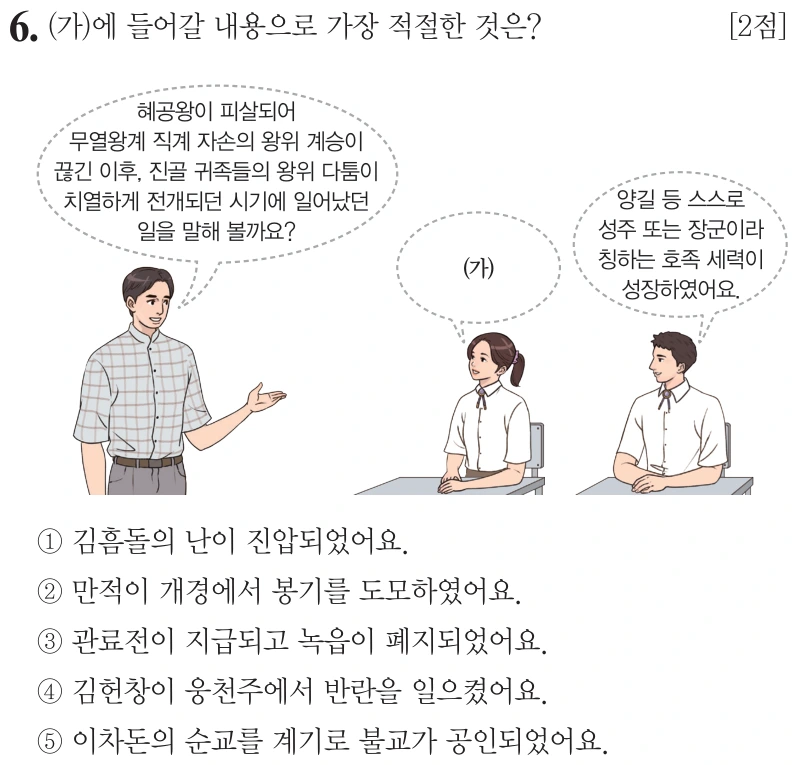 6. (가)에 들어갈 내용으로 가장 적절한 것은? [2점]
혜공왕이 피살되어
무열왕계 직계 자손의 왕위 계승이
끊긴 이후, 진골 귀족들의 왕위 다툼이
치열하게 전개되던 시기에 일어났던
일을 말해 볼까요?
(가)
양길 등 스스로
성주 또는 장군이라
칭하는 호족 세력이
성장하였어요.
① 김흠돌의 난이 진압되었어요.
② 만적이 개경에서 봉기를 도모하였어요.
③ 관료전이 지급되고 녹읍이 폐지되었어요.
④ 김헌창이 웅천주에서 반란을 일으켰어요.
⑤ 이차돈의 순교를 계기로 불교가 공인되었어요.